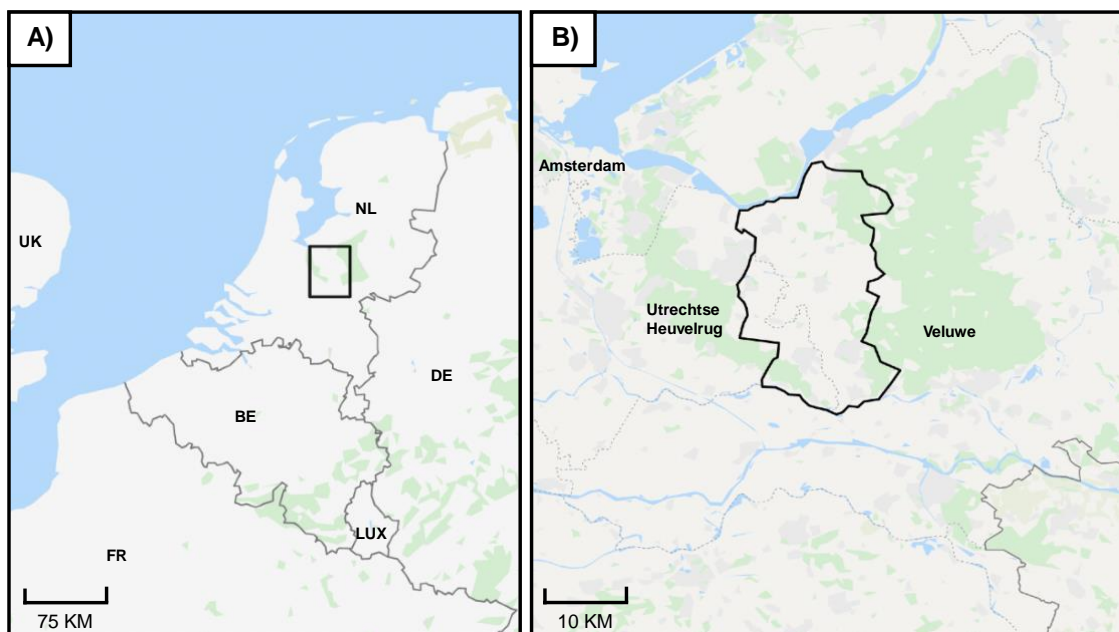 A)
NL
UK
DE
BE
LUX
FR
75 KM
B)
Amsterdam
Utrechtse
Heuvelrug
Veluwe
10 KM